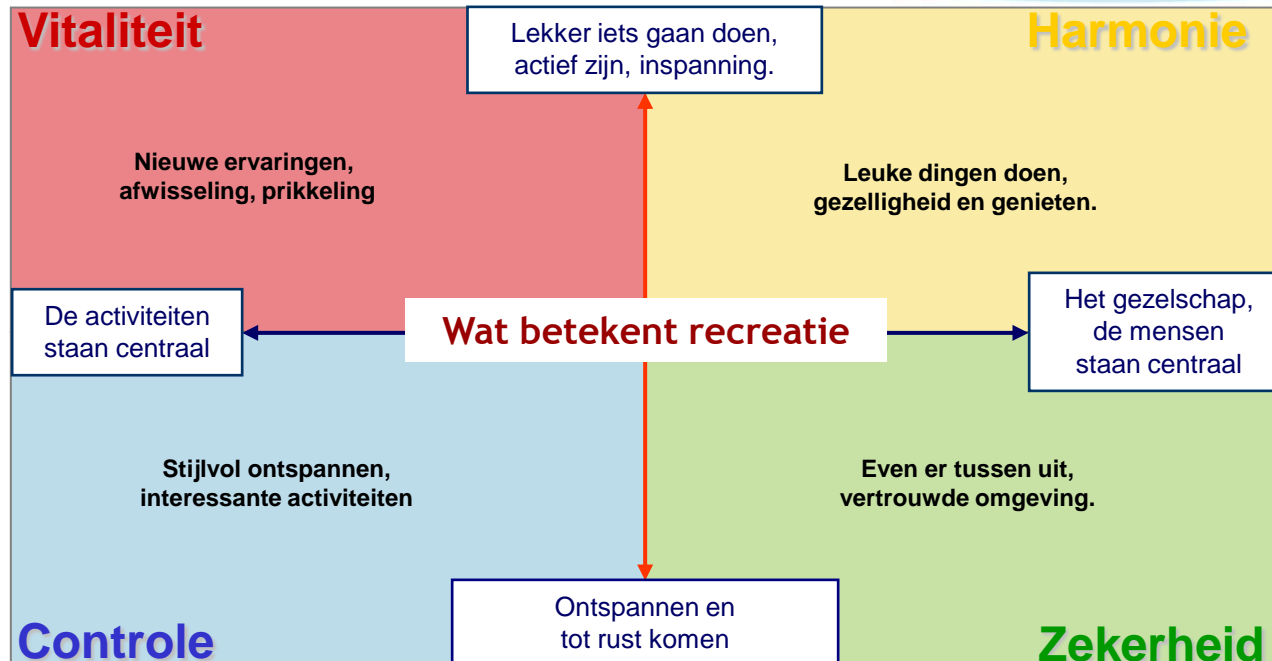 Vitaliteit
Lekker iets gaan doen,
actief zijn, inspanning.
Harmonie
Nieuwe ervaringen,
afwisseling, prikkeling
Leuke dingen doen,
gezelligheid en genieten.
De activiteiten
staan centraal
Wat betekent recreatie
Het gezelschap,
de mensen
staan centraal
Stijlvol ontspannen,
interessante activiteiten
Even er tussen uit,
vertrouwde omgeving.
Controle
Ontspannen en
tot rust komen
Zekerheid